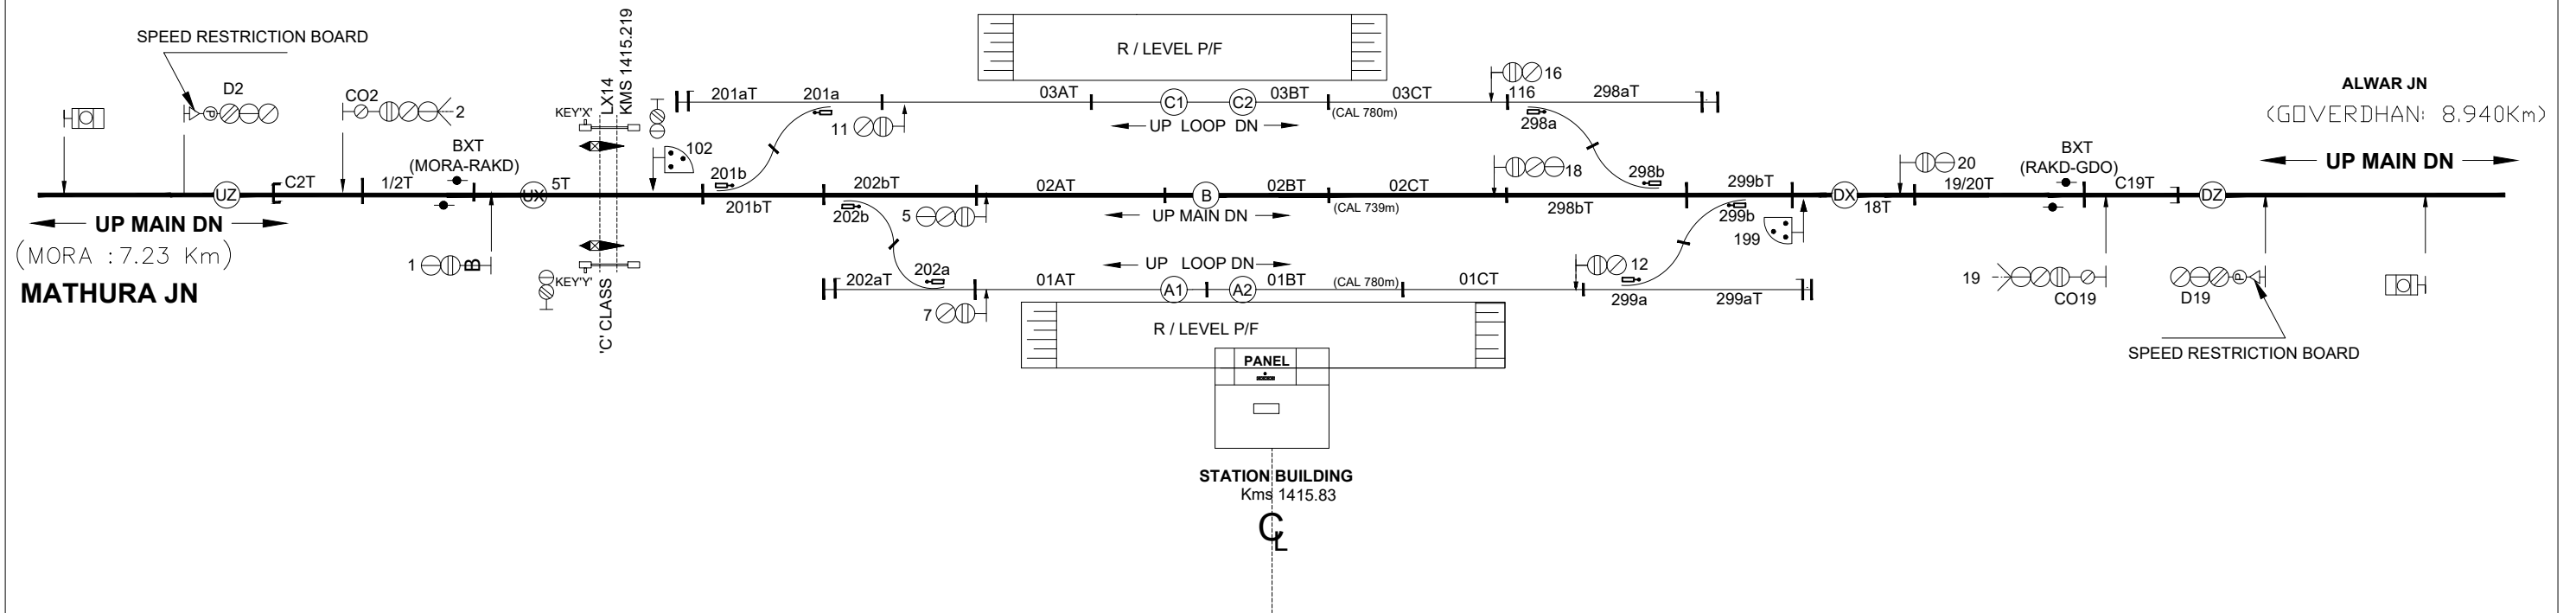 SPEED RESTRICTION BOARD
R / LEVEL P/F
LX14
KMS 1415.219
ALWAR JN
(GOVERDHAN: 8.940Km)
D2
CO2
2
KEY'X'
201aT
201a
11
03AT
C1
C2
03BT
03CT
(CAL 780m)
UP LOOP DN
16
116
298aT
298a
BXT
(MORA-RAKD)
102
201b
18
298b
20
BXT
(RAKD-GDO)
UP MAIN DN
UZ
C2T
1/2T
UX
5T
202bT
02AT
B
02BT
02CT
299bT
DX
19/20T
C19T
DZ
UP MAIN DN
(MORA : 7.23 Km)
MATHURA JN
201bT
202b
5
UP MAIN DN
(CAL 739m)
298bT
299b
18T
199
1
B
KEY'Y'
'C' CLASS
202aT
202a
7
UP LOOP DN
01AT
A1
A2
01BT
(CAL 780m)
01CT
12
299a
299aT
19
CO19
P
D19
SPEED RESTRICTION BOARD
R / LEVEL P/F
PANEL
STATION BUILDING
Kms 1415.83
CL